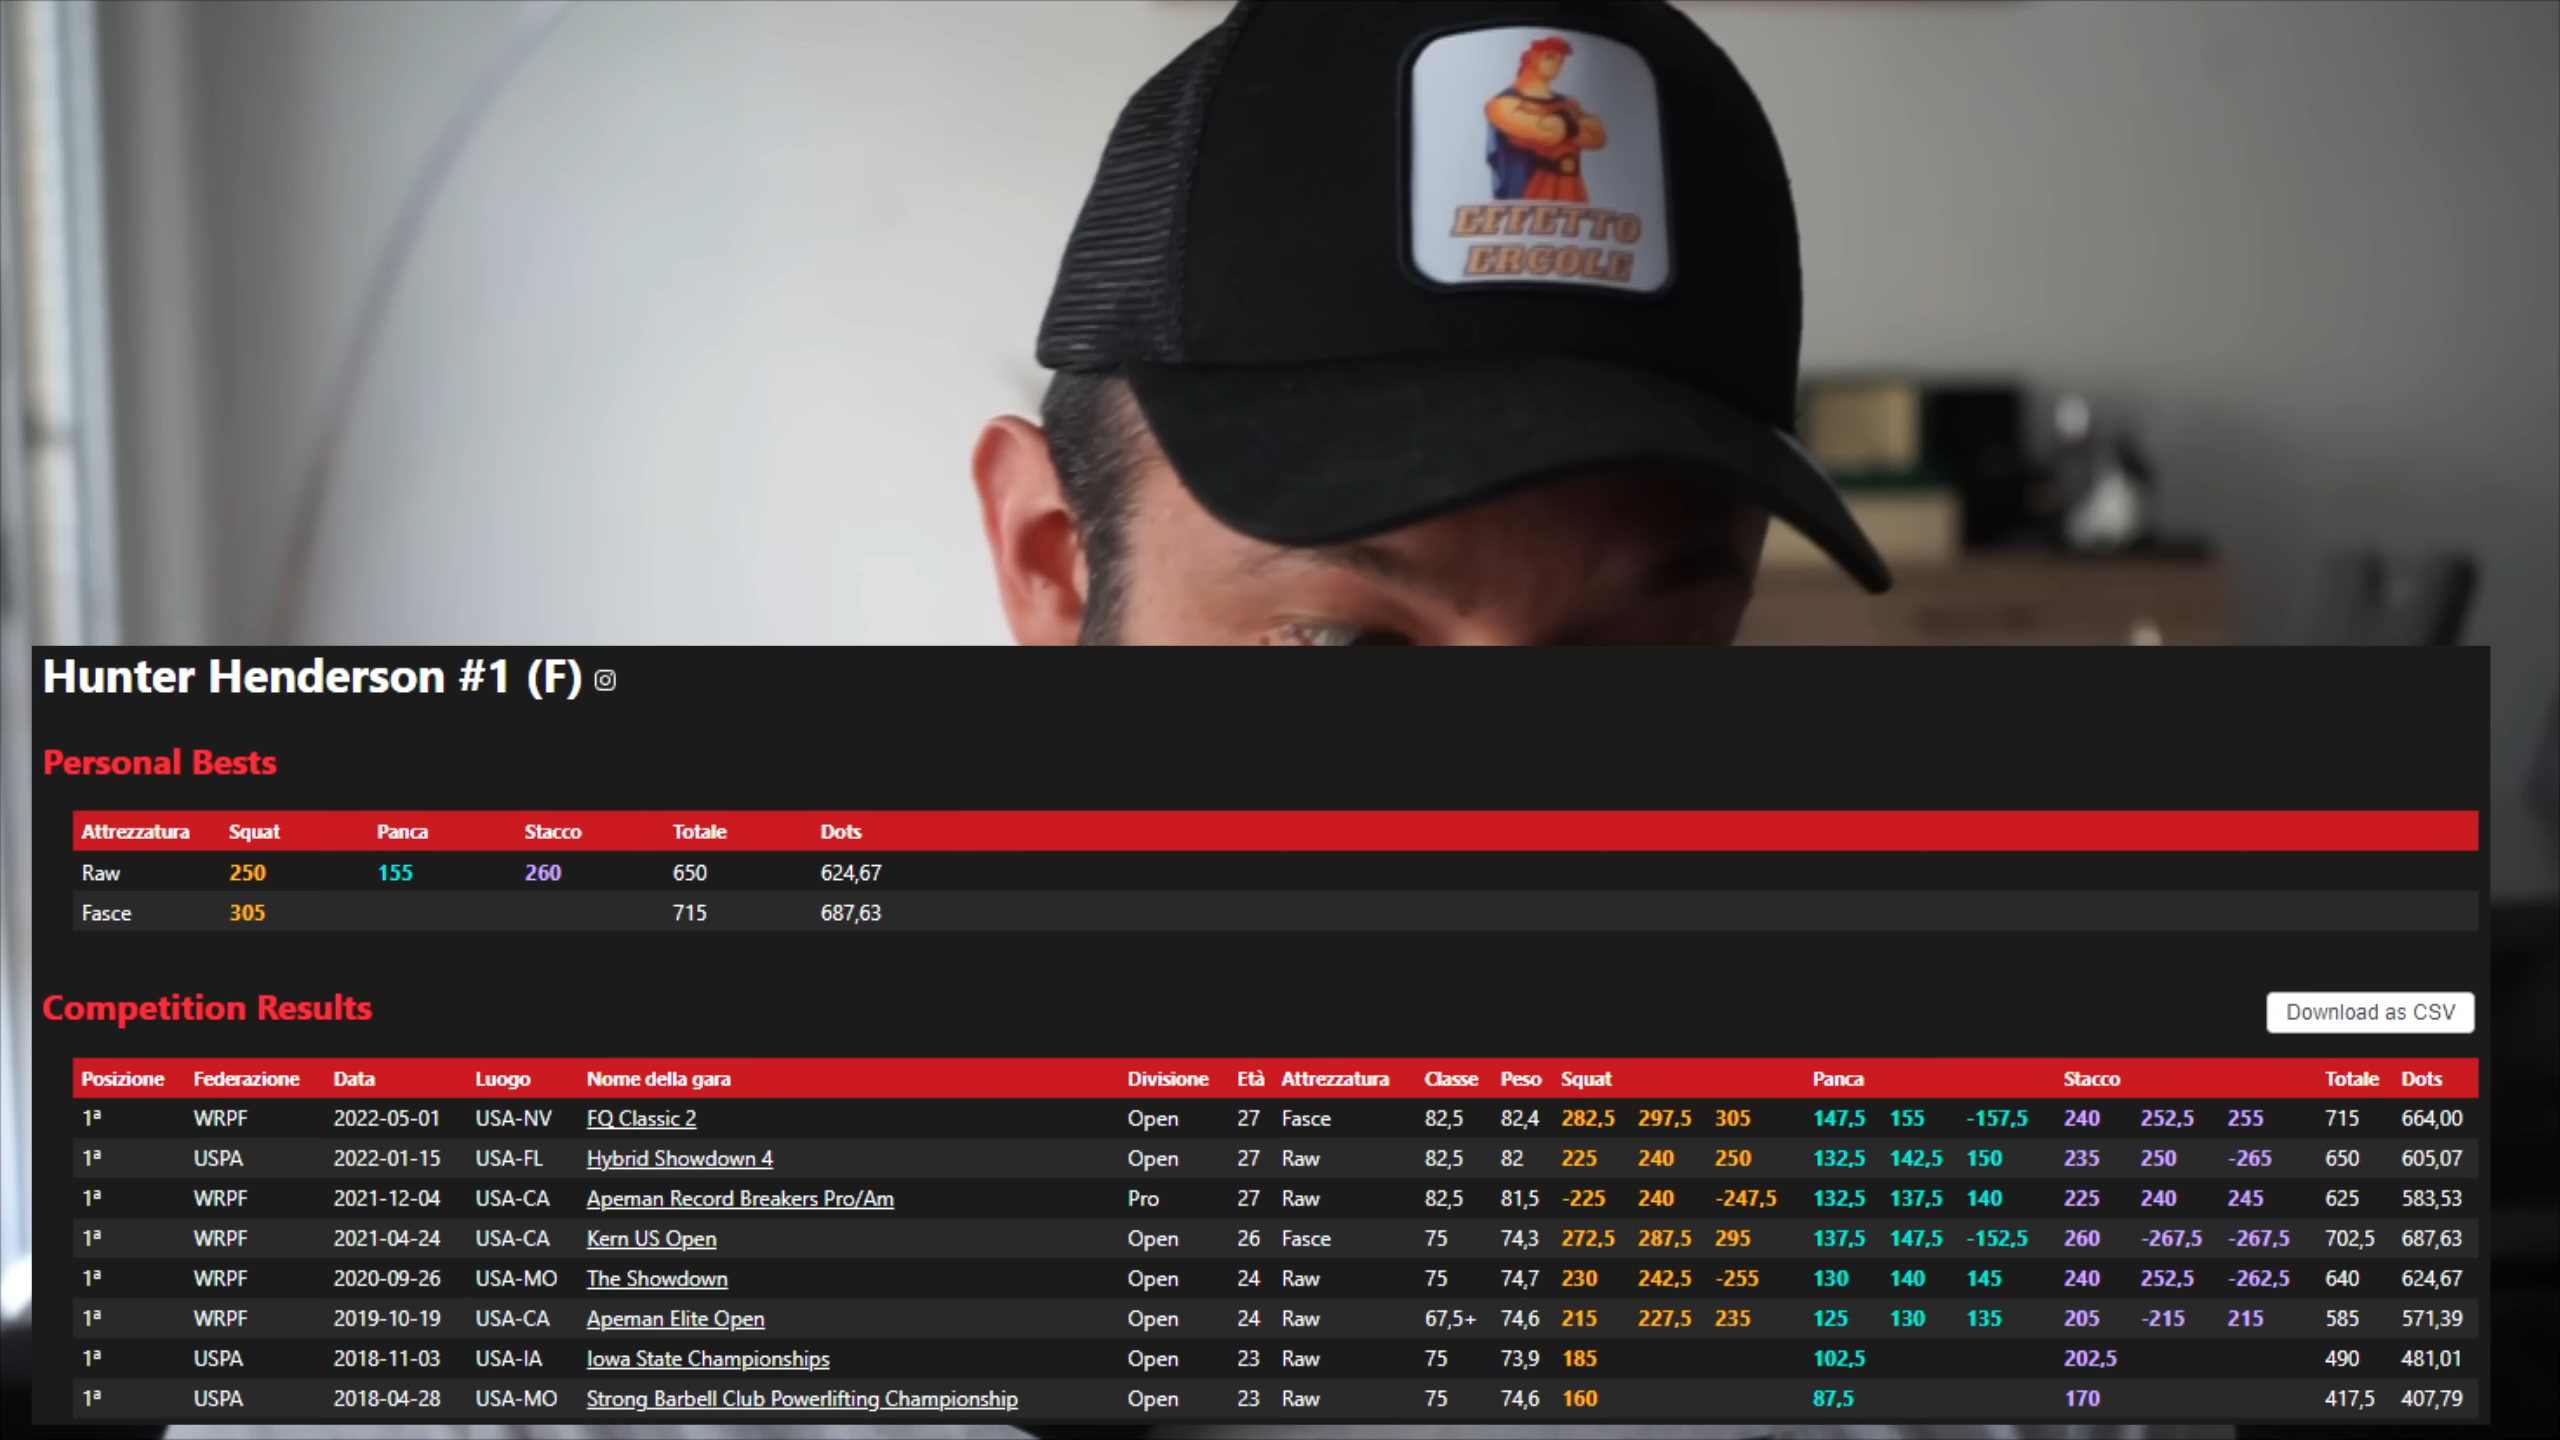 EFFETTO
ERCOLE
Hunter Henderson #1 (F)
Personal Bests
Attrezzatura Squat Panca Stacco Totale Dots
Raw 250 155 260 650 624,67
Fasce 305 715 687,63
Competition Results
Download as CSV
Posizione Federazione Data Luogo Nome della gara Divisione Età Attrezzatura Classe Peso Squat Panca Stacco Totale Dots
1ª WRPF 2022-05-01 USA-NV FQ Classic 2 Open 27 Fasce 82,5 82,4 282,5 297,5 305 147,5 155 -157,5 240 252,5 255 715 664,00
1ª USPA 2022-01-15 USA-FL Hybrid Showdown 4 Open 27 Raw 82,5 82 225 240 250 132,5 142,5 150 235 250 -265 650 605,07
1ª WRPF 2021-12-04 USA-CA Apeman Record Breakers Pro/Am Pro 27 Raw 82,5 81,5 -225 240 -247,5 132,5 137,5 140 225 240 245 625 583,53
1ª WRPF 2021-04-24 USA-CA Kern US Open Open 26 Fasce 75 74,3 272,5 287,5 295 137,5 147,5 -152,5 260 -267,5 -267,5 702,5 687,63
1ª WRPF 2020-09-26 USA-MO The Showdown Open 24 Raw 75 74,7 230 242,5 -255 130 140 145 240 252,5 -262,5 640 624,67
1ª WRPF 2019-10-19 USA-CA Apeman Elite Open Open 24 Raw 67,5+ 74,6 215 227,5 235 125 130 135 205 -215 215 585 571,39
1ª USPA 2018-11-03 USA-IA Iowa State Championships Open 23 Raw 75 73,9 185 102,5 202,5 490 481,01
1ª USPA 2018-04-28 USA-MO Strong Barbell Club Powerlifting Championship Open 23 Raw 75 74,6 160 87,5 170 417,5 407,79